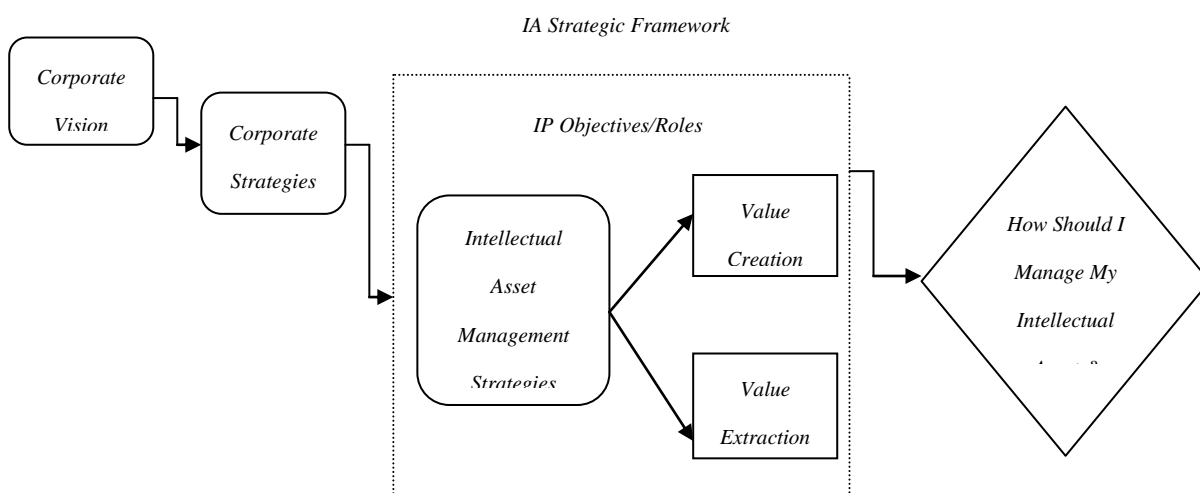 IA Strategic Framework
Corporate
Vision
Corporate
Strategies
IP Objectives/Roles
Intellectual
Asset
Management
Strategies
Value
Creation
Value
Extraction
How Should I
Manage My
Intellectual